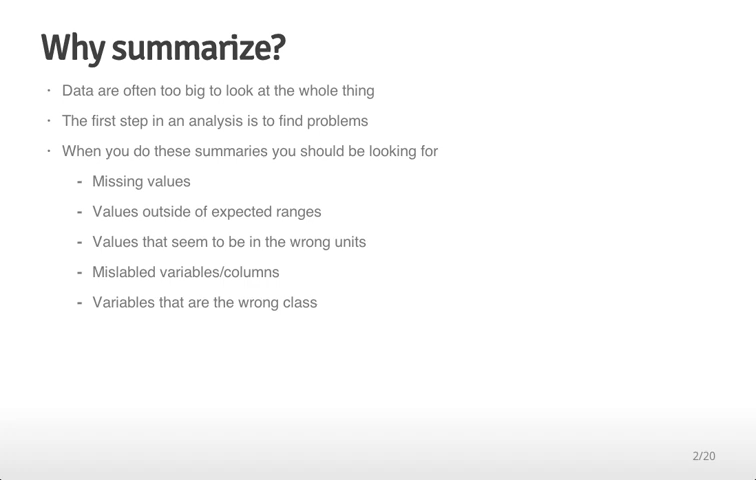 Why summarize?
· Data are often too big to look at the whole thing
· The first step in an analysis is to find problems
· When you do these summaries you should be looking for
- Missing values
- Values outside of expected ranges
- Values that seem to be in the wrong units
- Mislabled variables/columns
- Variables that are the wrong class
2/20